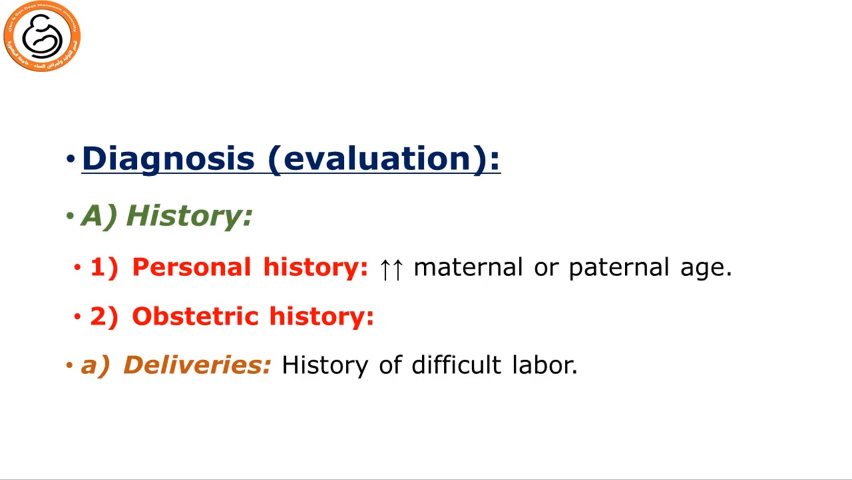 • Diagnosis (evaluation):
• A) History:
• 1) Personal history: ↑↑ maternal or paternal age.
• 2) Obstetric history:
• a) Deliveries: History of difficult labor.